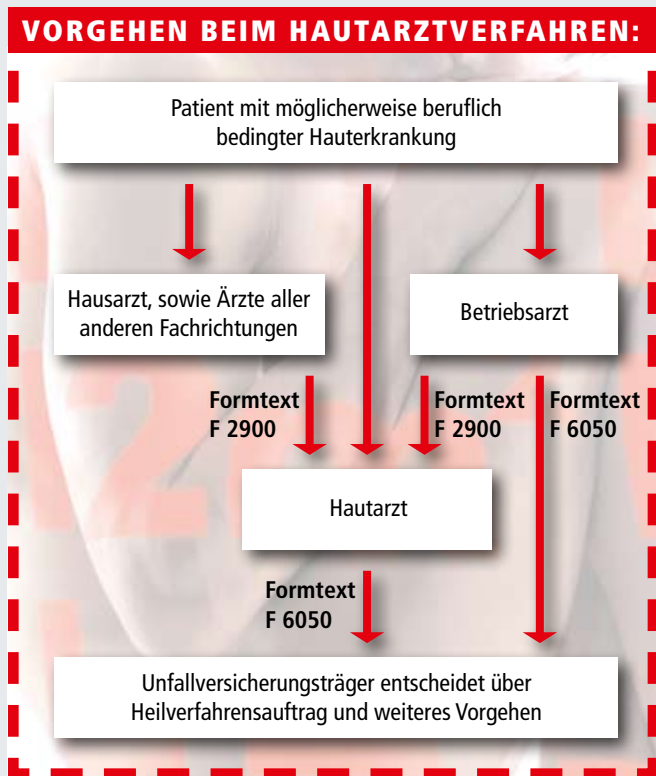 VORGEHEN BEIM HAUTARZTVERFAHREN:
Patient mit möglicherweise beruflich
bedingter Hauterkrankung
Hausarzt, sowie Ärzte aller
anderen Fachrichtungen
Betriebsarzt
Formtext
F 2900
Formtext
F 2900
Formtext
F 6050
Hautarzt
Formtext
F 6050
Unfallversicherungsträger entscheidet über
Heilverfahrensauftrag und weiteres Vorgehen